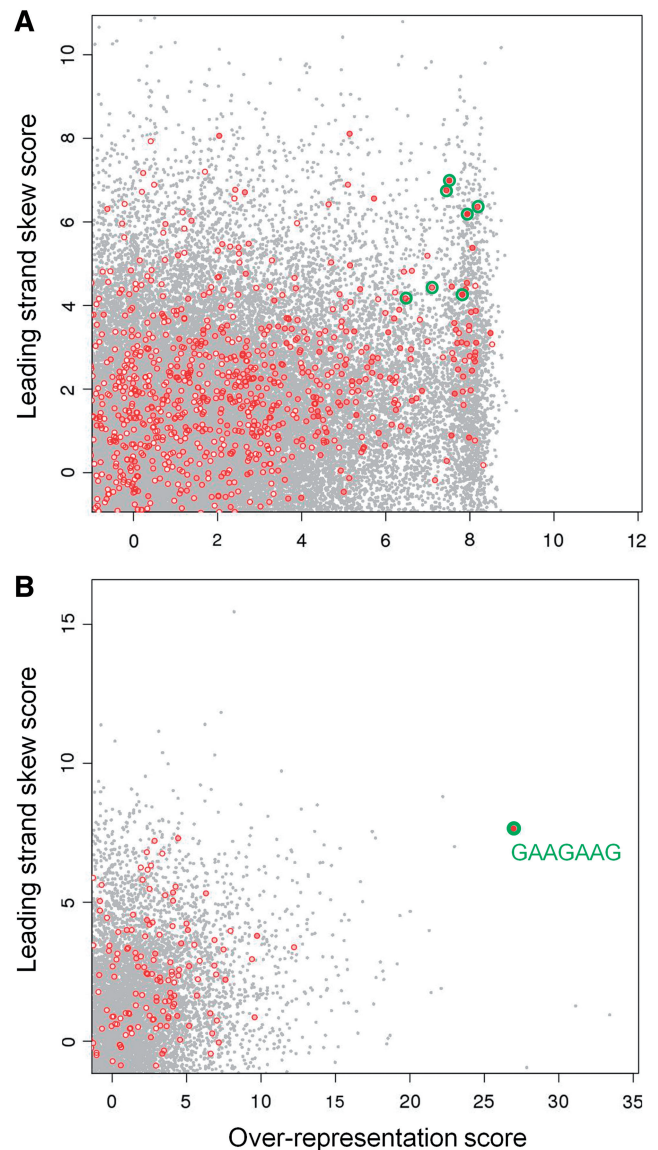 A
Leading strand skew score
10
8
6
4
2
0
0 2 4 6 8 10 12
B
Leading strand skew score
15
10
5
0
GAAGAAG
0 5 10 15 20 25 30 35
Over-representation score